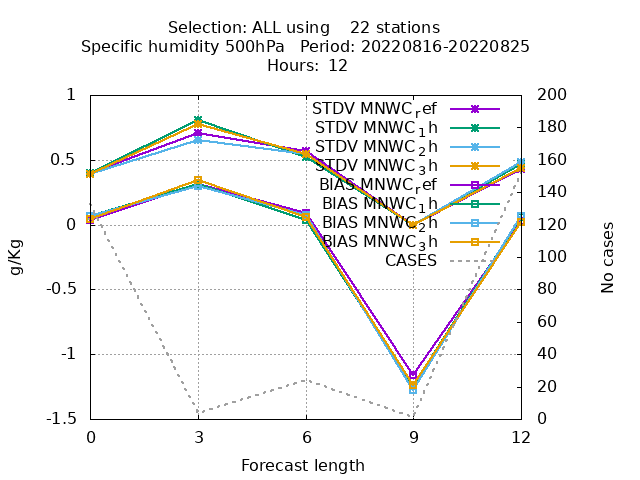 Selection: ALL using 22 stations
Specific humidity 500hPa Period: 20220816-20220825
Hours: 12
1
0.5
0
-0.5
-1
-1.5
g/Kg
STDV MNWC_ref
STDV MNWC_1h
STDV MNWC_2h
STDV MNWC_3h
BIAS MNWC_ref
BIAS MNWC_1h
BIAS MNWC_2h
BIAS MNWC_3h
CASES
200
180
160
140
120
100
80
60
40
20
0
No cases
0 3 6 9 12
Forecast length